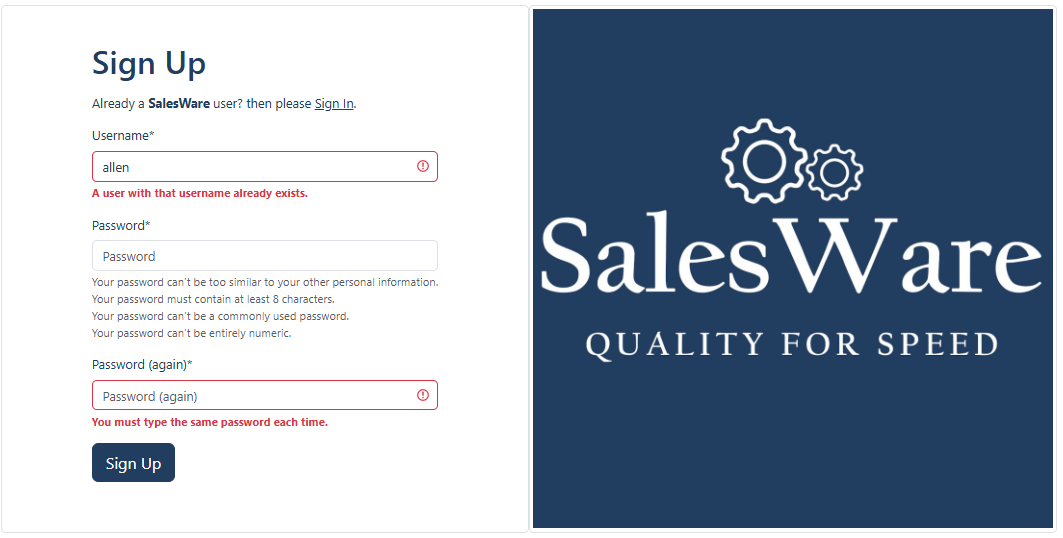 Sign Up
Already a SalesWare user? then please Sign In.
Username*
allen
A user with that username already exists.
Password*
Password
Your password can't be too similar to your other personal information.
Your password must contain at least 8 characters.
Your password can't be a commonly used password.
Your password can't be entirely numeric.
Password (again)*
Password (again)
You must type the same password each time.
Sign Up
SalesWare
QUALITY FOR SPEED